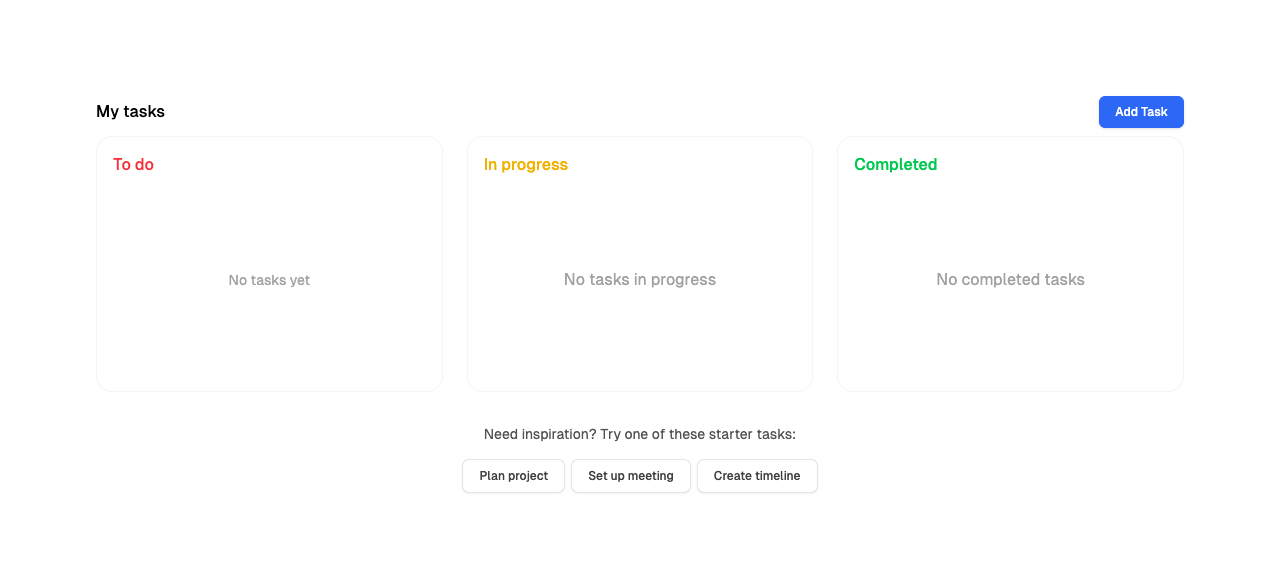 My tasks
Add Task
To do
No tasks yet
In progress
No tasks in progress
Completed
No completed tasks
Need inspiration? Try one of these starter tasks:
Plan project
Set up meeting
Create timeline